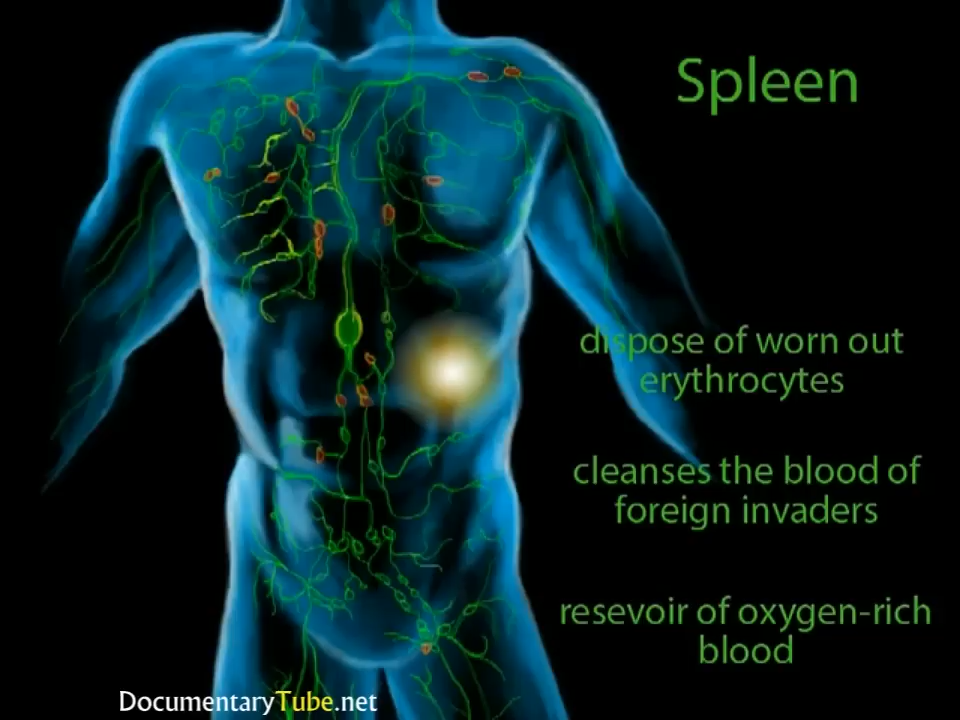 Spleen
dispose of worn out
erythrocytes
cleanses the blood of
foreign invaders
resevoir of oxygen-rich
blood
DocumentaryTube.net